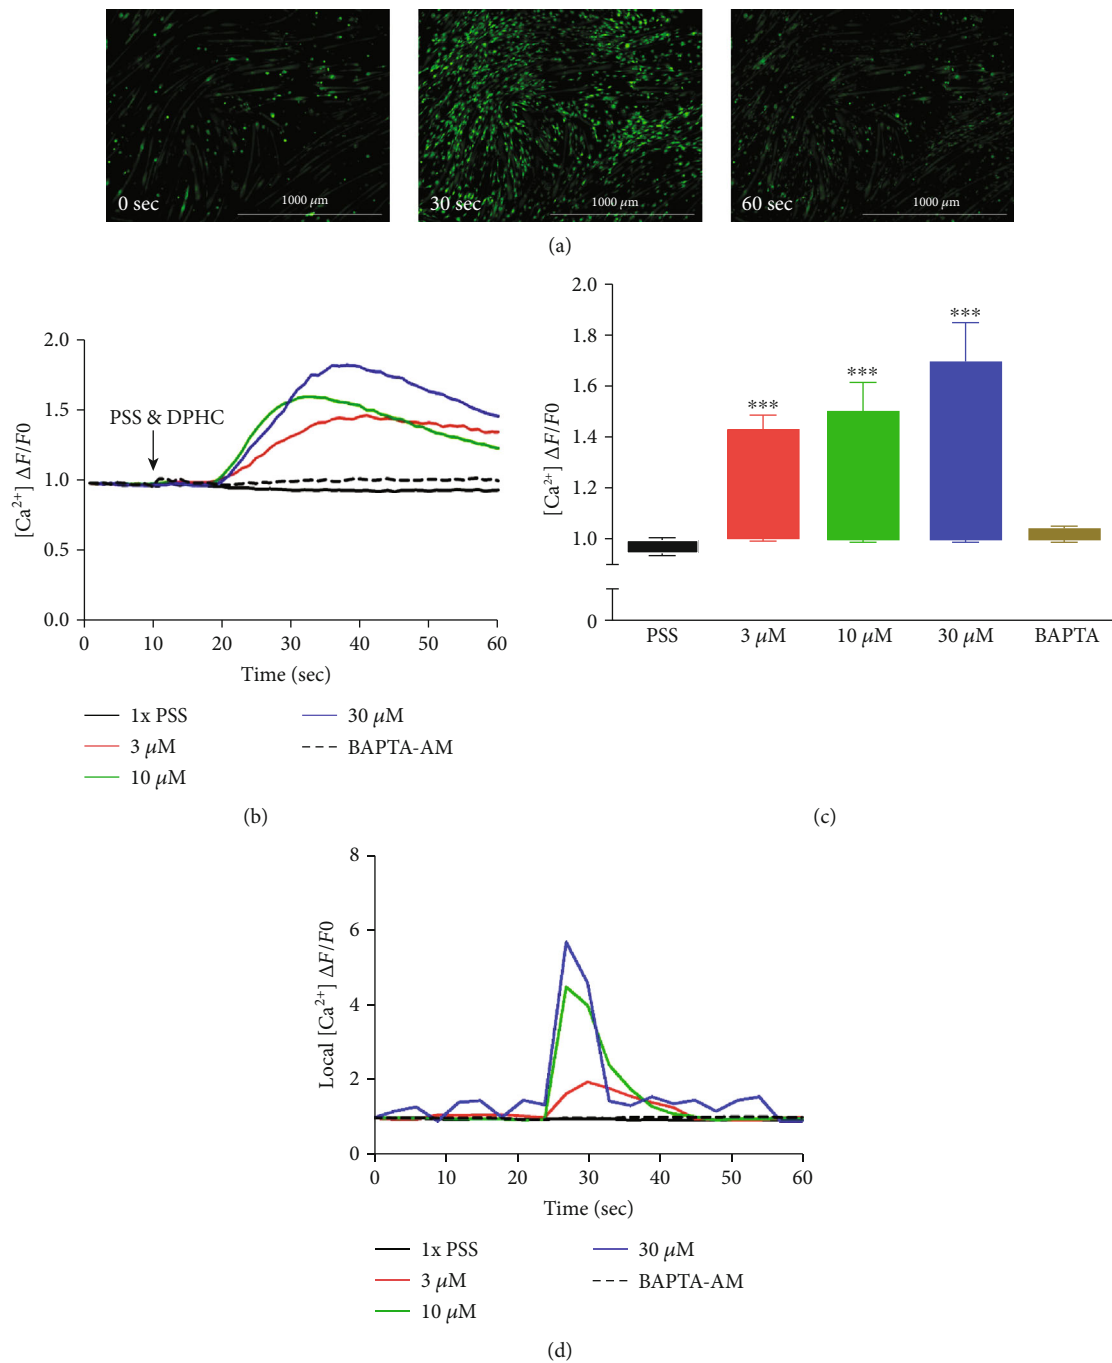 0 sec
1000 µm
30 sec
1000 µm
60 sec
1000 µm
(a)
[Ca2+] ΔF/F0
2.0
1.5
1.0
0.5
0.0
PSS & DPHC
0
10
20
30
40
50
60
Time (sec)
1x PSS
3 µM
10 µM
30 µM
BAPTA-AM
(b)
[Ca2+] ΔF/F0
2.0
1.8
1.6
1.4
1.2
1.0
0
***
***
***
PSS
3 µM
10 µM
30 µM
BAPTA
(c)
Local [Ca2+] ΔF/F0
8
6
4
2
0
0
10
20
30
40
50
60
Time (sec)
1x PSS
3 µM
10 µM
30 µM
BAPTA-AM
(d)